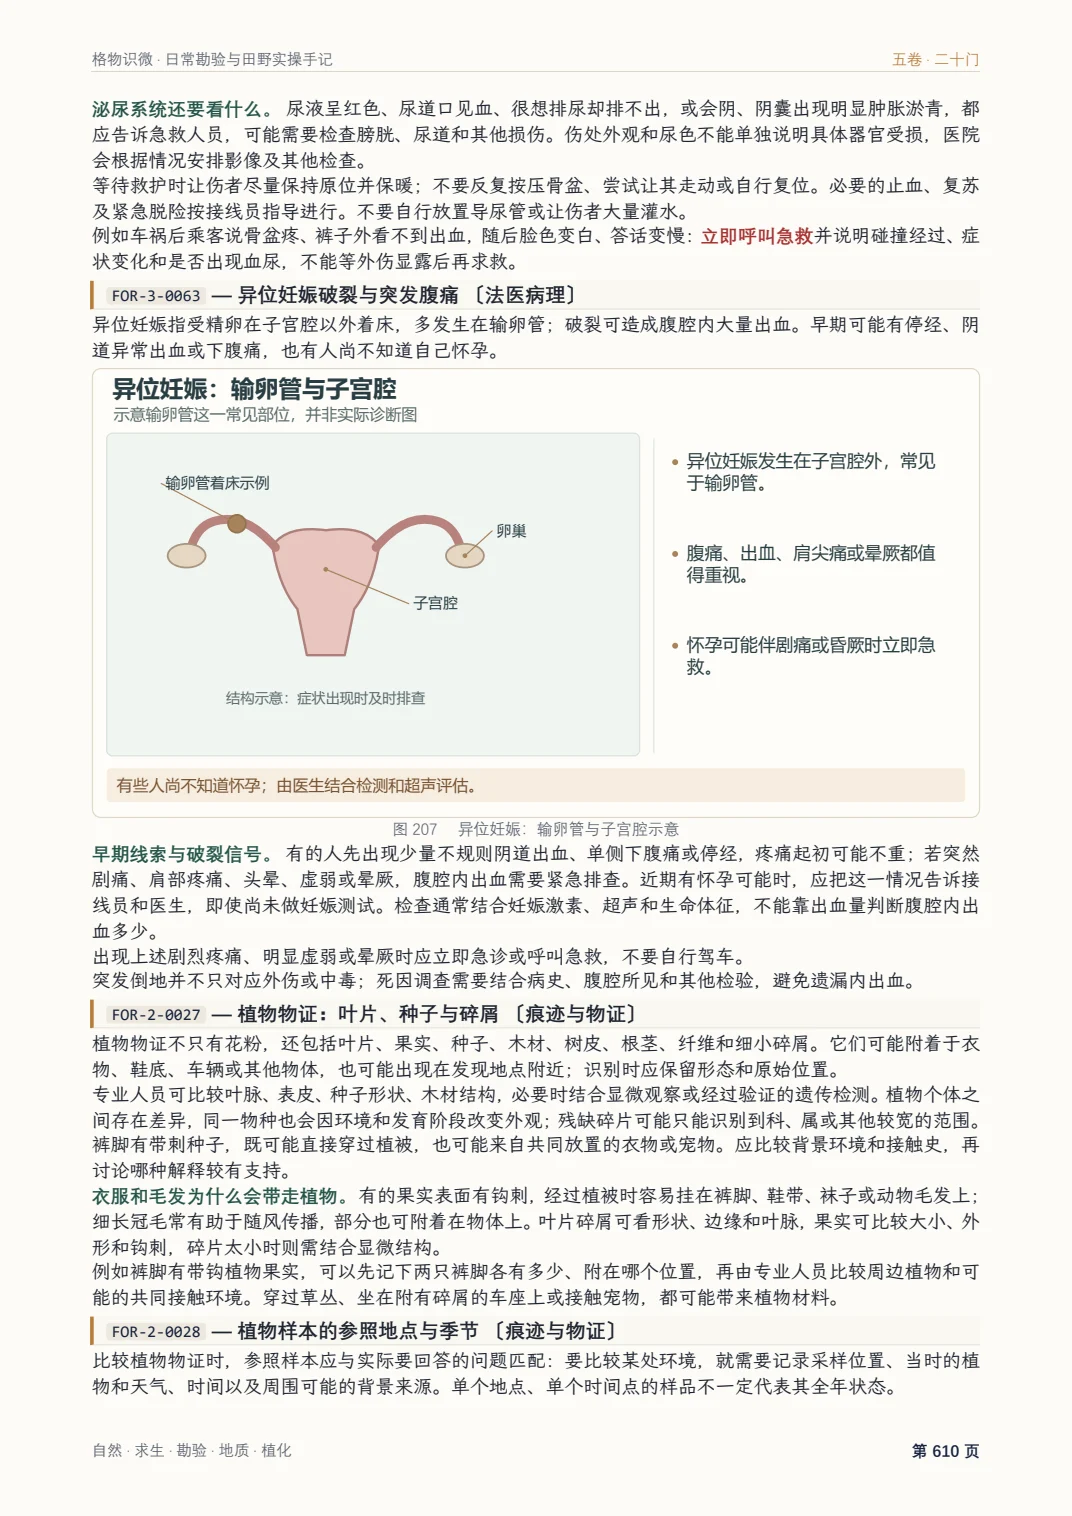 格物识微 · 日常勘验与田野实操手记
五卷 · 二十门
泌尿系统还要看什么。 尿液呈红色、尿道口见血、很想排尿却排不出，或会阴、阴囊出现明显肿胀淤青，都
应告诉急救人员，可能需要检查膀胱、尿道和其他损伤。伤处外观和尿色不能单独说明具体器官受损，医院
会根据情况安排影像及其他检查。
等待救护时让伤者尽量保持原位并保暖；不要反复按压骨盆、尝试让其走动或自行复位。必要的止血、复苏
及紧急脱险按接线员指导进行。不要自行放置导尿管或让伤者大量灌水。
例如车祸后乘客说骨盆疼、裤子外看不到出血，随后脸色变白、答话变慢：立即呼叫急救并说明碰撞经过、症
状变化和是否出现血尿，不能等外伤显露后再求救。
FOR-3-0063 — 异位妊娠破裂与突发腹痛 〔法医病理〕
异位妊娠指受精卵在子宫腔以外着床，多发生在输卵管；破裂可造成腹腔内大量出血。早期可能有停经、阴
道异常出血或下腹痛，也有人尚不知道自己怀孕。
异位妊娠：输卵管与子宫腔
示意输卵管这一常见部位，并非实际诊断图
输卵管着床示例
卵巢
子宫腔
结构示意：症状出现时及时排查
• 异位妊娠发生在子宫腔外，常见
于输卵管。
• 腹痛、出血、肩尖痛或晕厥都值
得重视。
• 怀孕可能伴剧痛或昏厥时立即急
救。
有些人尚不知道怀孕；由医生结合检测和超声评估。
图 207 异位妊娠：输卵管与子宫腔示意
早期线索与破裂信号。 有的人先出现少量不规则阴道出血、单侧下腹痛或停经，疼痛起初可能不重；若突然
剧痛、肩部疼痛、头晕、虚弱或晕厥，腹腔内出血需要紧急排查。近期有怀孕可能时，应把这一情况告诉接
线员和医生，即使尚未做妊娠测试。检查通常结合妊娠激素、超声和生命体征，不能靠出血量判断腹腔内出
血多少。
出现上述剧烈疼痛、明显虚弱或晕厥时应立即急诊或呼叫急救，不要自行驾车。
突发倒地并不只对应外伤或中毒；死因调查需要结合病史、腹腔所见和其他检验，避免遗漏内出血。
FOR-2-0027 — 植物物证：叶片、种子与碎屑 〔痕迹与物证〕
植物物证不只有花粉，还包括叶片、果实、种子、木材、树皮、根茎、纤维和细小碎屑。它们可能附着于衣
物、鞋底、车辆或其他物体，也可能出现在发现地点附近；识别时应保留形态和原始位置。
专业人员可比较叶脉、表皮、种子形状、木材结构，必要时结合显微观察或经过验证的遗传检测。植物个体之
间存在差异，同一物种也会因环境和发育阶段改变外观；残缺碎片可能只能识别到科、属或其他较宽的范围。
裤脚有带刺种子，既可能直接穿过植被，也可能来自共同放置的衣物或宠物。应比较背景环境和接触史，再
讨论哪种解释较有支持。
衣服和毛发为什么会带走植物。 有的果实表面有钩刺，经过植被时容易挂在裤脚、鞋带、袜子或动物毛发上；
细长冠毛常有助于随风传播，部分也可附着在物体上。叶片碎屑可看形状、边缘和叶脉，果实可比较大小、外
形和钩刺，碎片太小时则需结合显微结构。
例如裤脚有带钩植物果实，可以先记下两只裤脚各有多少、附在哪个位置，再由专业人员比较周边植物和可
能的共同接触环境。穿过草丛、坐在附有碎屑的车座上或接触宠物，都可能带来植物材料。
FOR-2-0028 — 植物样本的参照地点与季节 〔痕迹与物证〕
比较植物物证时，参照样本应与实际要回答的问题匹配：要比较某处环境，就需要记录采样位置、当时的植
物和天气、时间以及周围可能的背景来源。单个地点、单个时间点的样品不一定代表其全年状态。
自然 · 求生 · 勘验 · 地质 · 植化
第 610 页